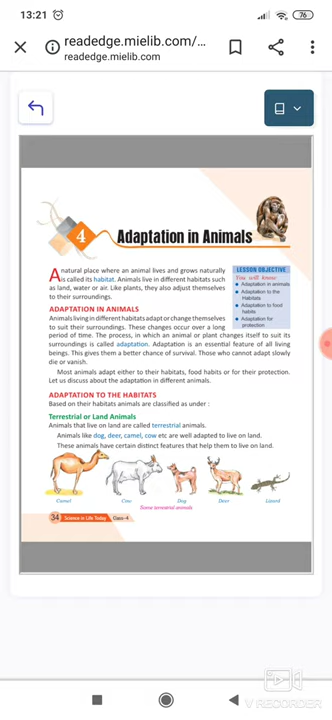 13:21
76
readedge.mielib.com/...
readedge.mielib.com
4
Adaptation in Animals
A natural place where an animal lives and grows naturally
is called its habitat. Animals live in different habitats such
as land, water or air. Like plants, they also adjust themselves
to their surroundings.
LESSON OBJECTIVE
You will know
Adaptation in animals
Adaptation to the
Habitats
Adaptation to food
habits
Adaptation for
protection
ADAPTATION IN ANIMALS
Animals living in different habitats adapt or change themselves
to suit their surroundings. These changes occur over a long
period of time. The process, in which an animal or plant changes itself to suit its
surroundings is called adaptation. Adaptation is an essential feature of all living
beings. This gives them a better chance of survival. Those who cannot adapt slowly
die or vanish.
Most animals adapt either to their habitats, food habits or for their protection.
Let us discuss about the adaptation in different animals.
ADAPTATION TO THE HABITATS
Based on their habitats animals are classified as under :
Terrestrial or Land Animals
Animals that live on land are called terrestrial animals.
Animals like dog, deer, camel, cow etc are well adapted to live on land.
These animals have certain distinct features that help them to live on land.
Camel
Cow
Dog
Deer
Lizard
Some terrestrial animals
34 Science in Life Today Class-4
V RECORDER